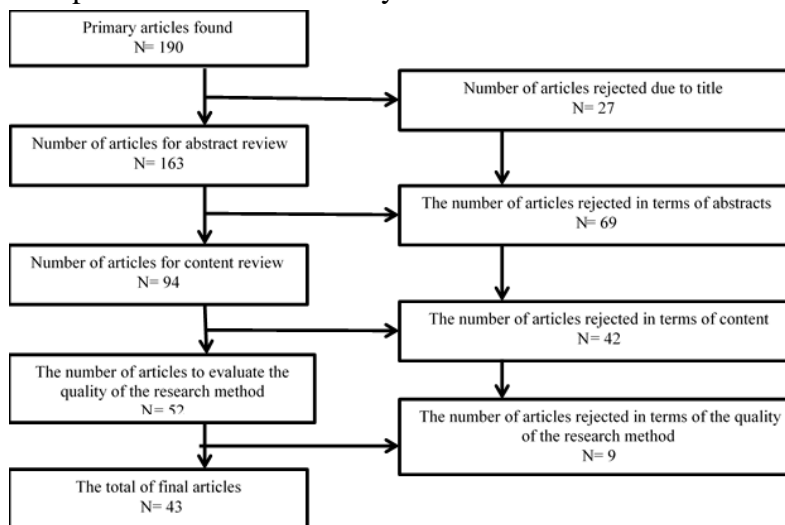 Primary articles found
N= 190
Number of articles rejected due to title
N= 27
Number of articles for abstract review
N= 163
The number of articles rejected in terms of abstracts
N= 69
Number of articles for content review
N= 94
The number of articles rejected in terms of content
N= 42
The number of articles to evaluate the
quality of the research method
N= 52
The number of articles rejected in terms of the quality
of the research method
N= 9
The total of final articles
N= 43